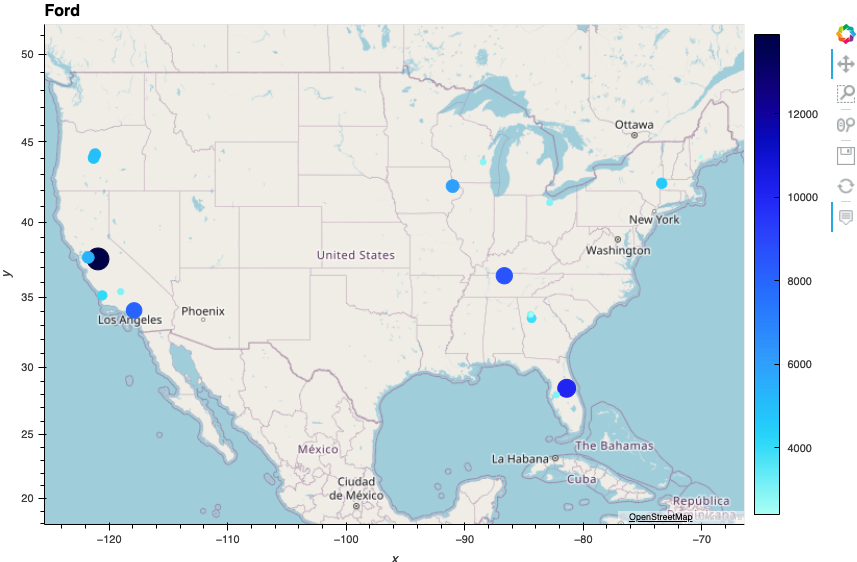 Ford
50
45
40
35
30
25
20
y
−120
−110
−100
−90
−80
−70
x
Ottawa
New York
Washington
United States
Phoenix
Los Angeles
México
Ciudad
de México
La Habana
Cuba
The Bahamas
República
Dominicana
OpenStreetMap
12000
10000
8000
6000
4000